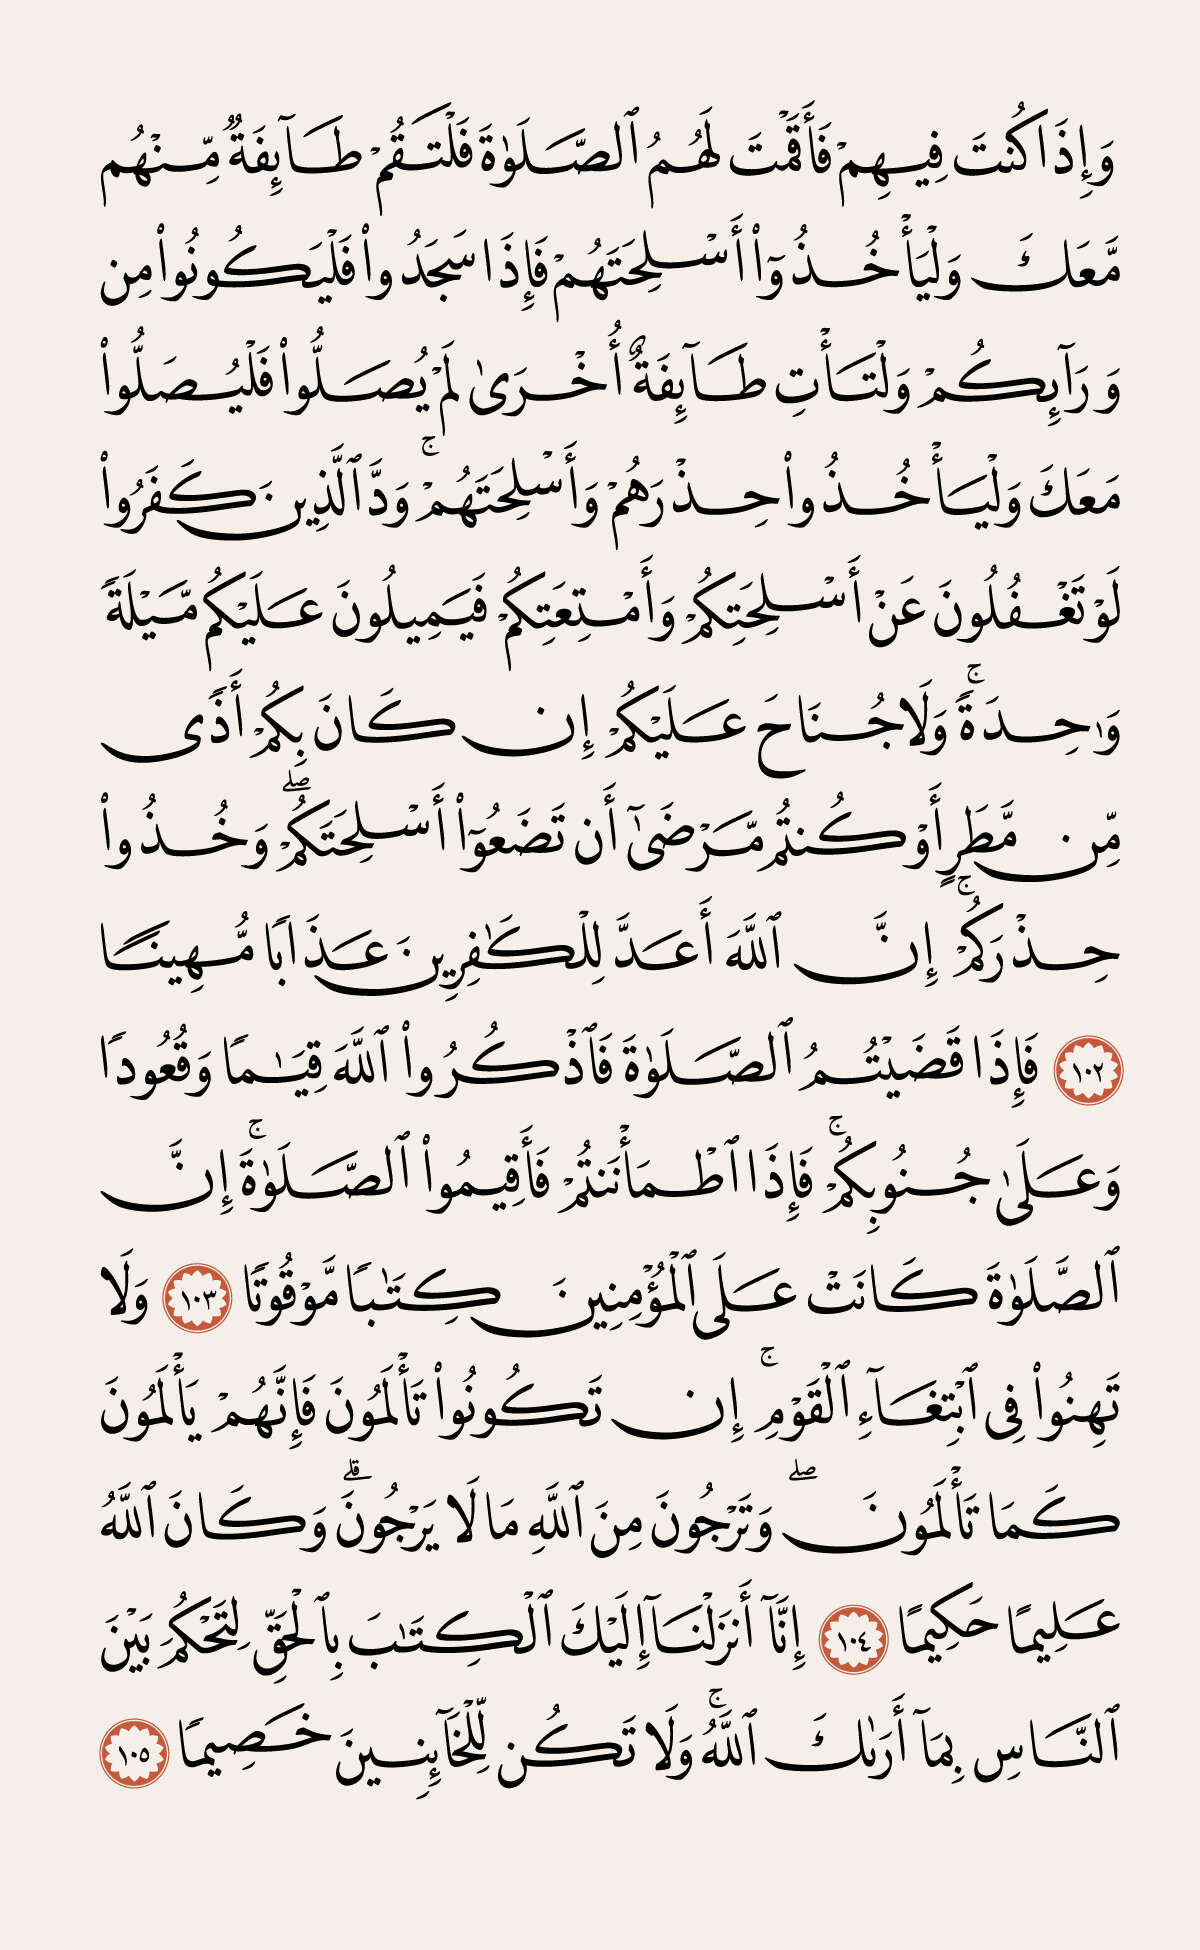 وَإِذَا كُنتَ فِيهِمْ فَأَقَمْتَ لَهُمُ ٱلصَّلَوٰةَ فَلْتَقُمْ طَآئِفَةٌ مِّنْهُم
مَّعَكَ وَلْيَأْخُذُوٓا۟ أَسْلِحَتَهُمْ فَإِذَا سَجَدُوا۟ فَلْيَكُونُوا۟ مِن
وَرَآئِكُمْ وَلْتَأْتِ طَآئِفَةٌ أُخْرَىٰ لَمْ يُصَلُّوا۟ فَلْيُصَلُّوا۟
مَعَكَ وَلْيَأْخُذُوا۟ حِذْرَهُمْ وَأَسْلِحَتَهُمْ ۚ وَدَّ ٱلَّذِينَ كَفَرُوا۟
لَوْ تَغْفُلُونَ عَنْ أَسْلِحَتِكُمْ وَأَمْتِعَتِكُمْ فَيَمِيلُونَ عَلَيْكُم مَّيْلَةً
وَٰحِدَةً ۚ وَلَا جُنَاحَ عَلَيْكُمْ إِن كَانَ بِكُمْ أَذًى
مِّن مَّطَرٍ أَوْ كُنتُم مَّرْضَىٰٓ أَن تَضَعُوٓا۟ أَسْلِحَتَكُمْ ۖ وَخُذُوا۟
حِذْرَكُمْ ۚ إِنَّ ٱللَّهَ أَعَدَّ لِلْكَٰفِرِينَ عَذَابًا مُّهِينًا
١٠٢ فَإِذَا قَضَيْتُمُ ٱلصَّلَوٰةَ فَٱذْكُرُوا۟ ٱللَّهَ قِيَٰمًا وَقُعُودًا
وَعَلَىٰ جُنُوبِكُمْ ۚ فَإِذَا ٱطْمَأْنَنتُمْ فَأَقِيمُوا۟ ٱلصَّلَوٰةَ ۚ إِنَّ
ٱلصَّلَوٰةَ كَانَتْ عَلَى ٱلْمُؤْمِنِينَ كِتَٰبًا مَّوْقُوتًا ١٠٣ وَلَا
تَهِنُوا۟ فِى ٱبْتِغَآءِ ٱلْقَوْمِ ۚ إِن تَكُونُوا۟ تَأْلَمُونَ فَإِنَّهُمْ يَأْلَمُونَ
كَمَا تَأْلَمُونَ ۖ وَتَرْجُونَ مِنَ ٱللَّهِ مَا لَا يَرْجُونَ ۗ وَكَانَ ٱللَّهُ
عَلِيمًا حَكِيمًا ١٠٤ إِنَّآ أَنزَلْنَآ إِلَيْكَ ٱلْكِتَٰبَ بِٱلْحَقِّ لِتَحْكُمَ بَيْنَ
ٱلنَّاسِ بِمَآ أَرَىٰكَ ٱللَّهُ ۚ وَلَا تَكُن لِّلْخَآئِنِينَ خَصِيمًا ١٠٥